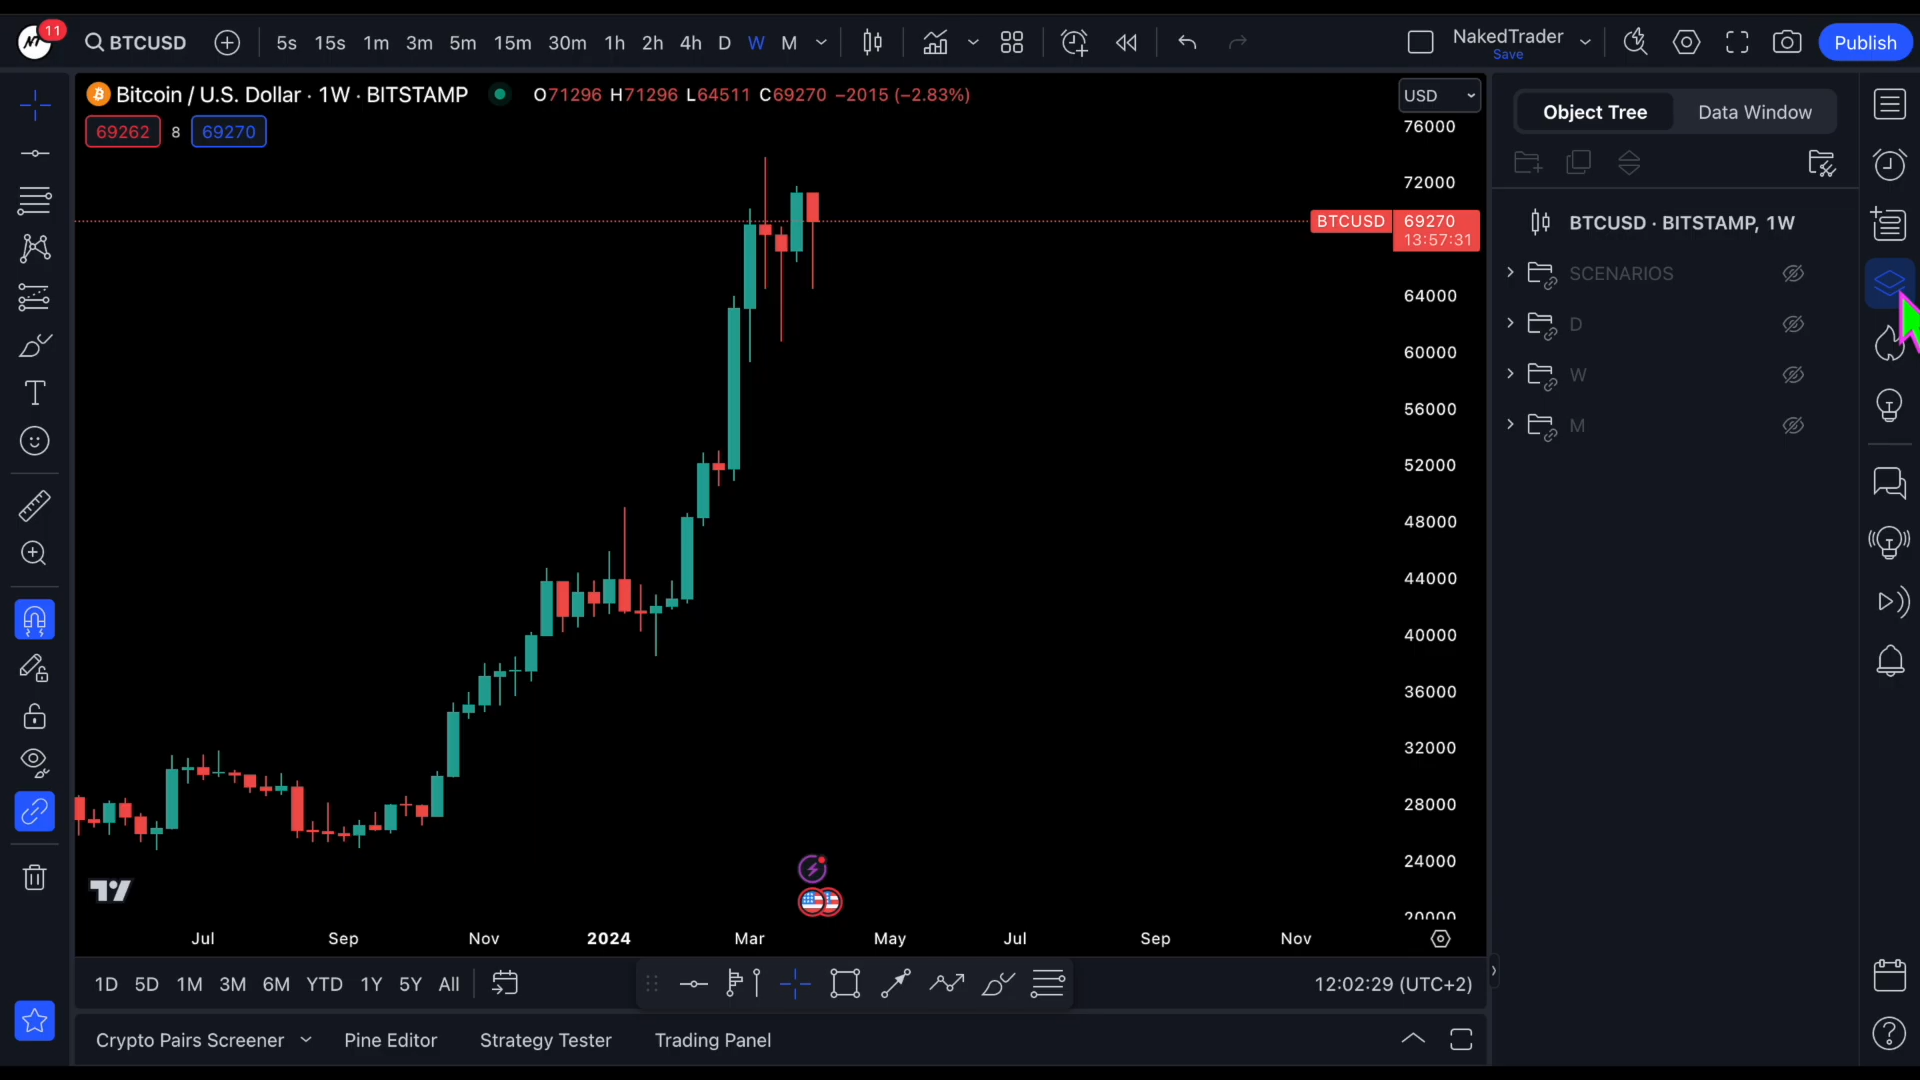 11
BTCUSD
5s 15s 1m 3m 5m 15m 30m 1h 2h 4h D W M
NakedTrader
Save
Publish
Bitcoin / U.S. Dollar · 1W · BITSTAMP
O71296 H71296 L64511 C69270 −2015 (−2.83%)
69262 8 69270
USD
76000
72000
BTCUSD 69270
13:57:31
64000
60000
56000
52000
48000
44000
40000
36000
32000
28000
24000
20000
Jul Sep Nov 2024 Mar May Jul Sep Nov
Object Tree Data Window
BTCUSD · BITSTAMP, 1W
SCENARIOS
D
W
M
1D 5D 1M 3M 6M YTD 1Y 5Y All
12:02:29 (UTC+2)
Crypto Pairs Screener Pine Editor Strategy Tester Trading Panel